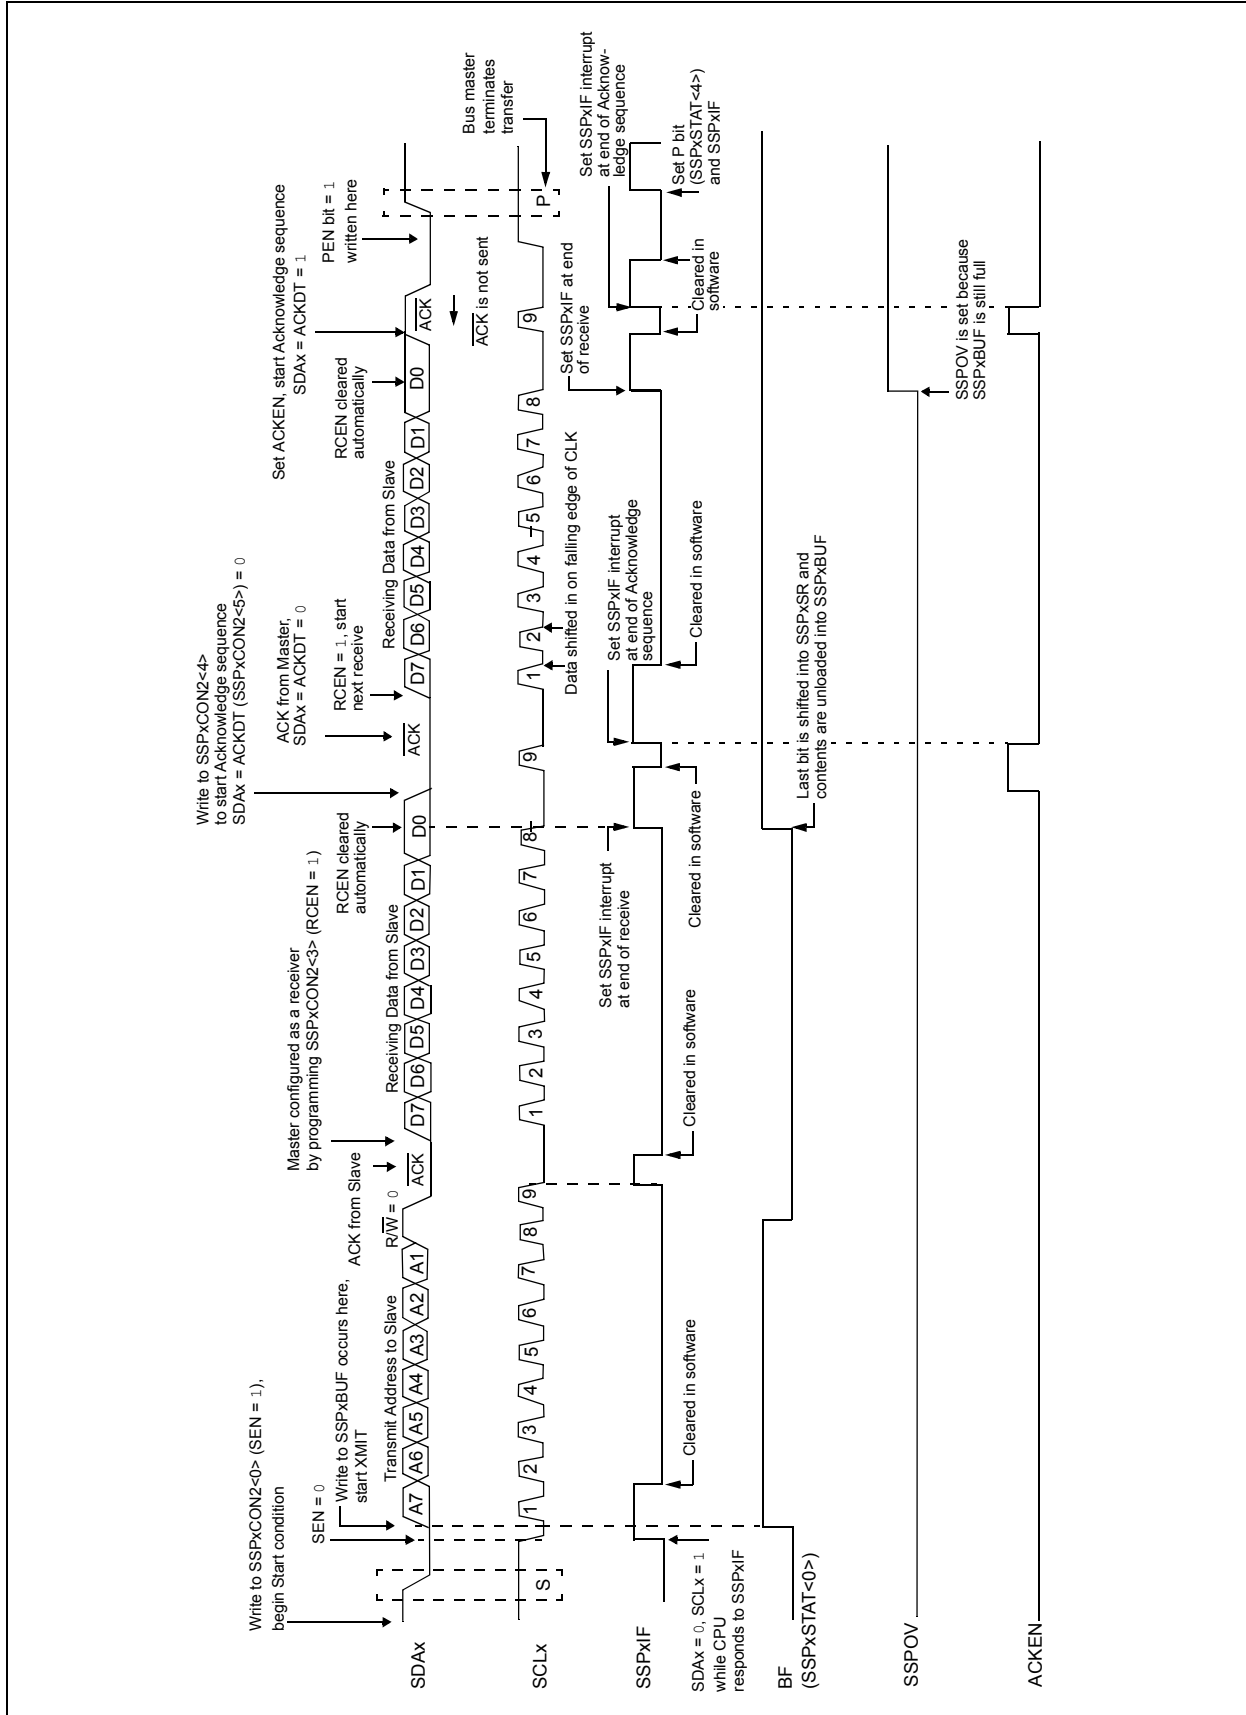 Write to SSPxCON2<0> (SEN = 1),
begin Start condition
SEN = 0
Write to SSPxBUF occurs here,
start XMIT
Transmit Address to Slave
ACK from Slave
R/W = 0
Master configured as a receiver
by programming SSPxCON2<3> (RCEN = 1)
Receiving Data from Slave
RCEN cleared
automatically
Write to SSPxCON2<4>
to start Acknowledge sequence
SDAx = ACKDT (SSPxCON2<5>) = 0
ACK from Master,
SDAx = ACKDT = 0
RCEN = 1, start
next receive
Receiving Data from Slave
RCEN cleared
automatically
Set ACKEN, start Acknowledge sequence
SDAx = ACKDT = 1
PEN bit = 1
written here
SDAx
A7 A6 A5 A4 A3 A2 A1 ACK D7 D6 D5 D4 D3 D2 D1 D0 ACK D7 D6 D5 D4 D3 D2 D1 D0 ACK
ACK is not sent
Bus master
terminates
transfer
SCLx
S 1 2 3 4 5 6 7 8 9 1 2 3 4 5 6 7 8 9 1 2 3 4 5 6 7 8 9 P
Data shifted in on falling edge of CLK
Set SSPxIF interrupt
at end of receive
Set SSPxIF interrupt
at end of Acknowledge
sequence
Set SSPxIF at end
of receive
Set SSPxIF interrupt
at end of Acknow-
ledge sequence
SSPxIF
SDAx = 0, SCLx = 1
while CPU
responds to SSPxIF
Cleared in software
Cleared in software
Cleared in software
Cleared in software
Cleared in
software
Set P bit
(SSPxSTAT<4>)
and SSPxIF
BF
(SSPxSTAT<0>)
Last bit is shifted into SSPxSR and
contents are unloaded into SSPxBUF
SSPOV
SSPOV is set because
SSPxBUF is still full
ACKEN